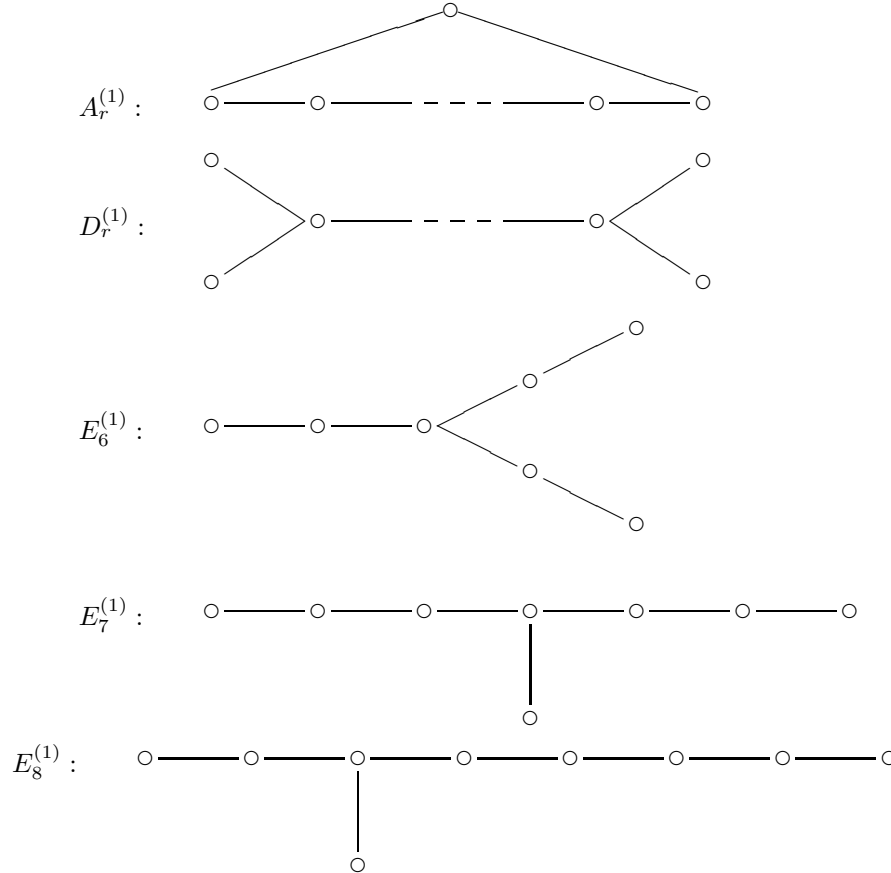 A_r^{(1)} :
D_r^{(1)} :
E_6^{(1)} :
E_7^{(1)} :
E_8^{(1)} :